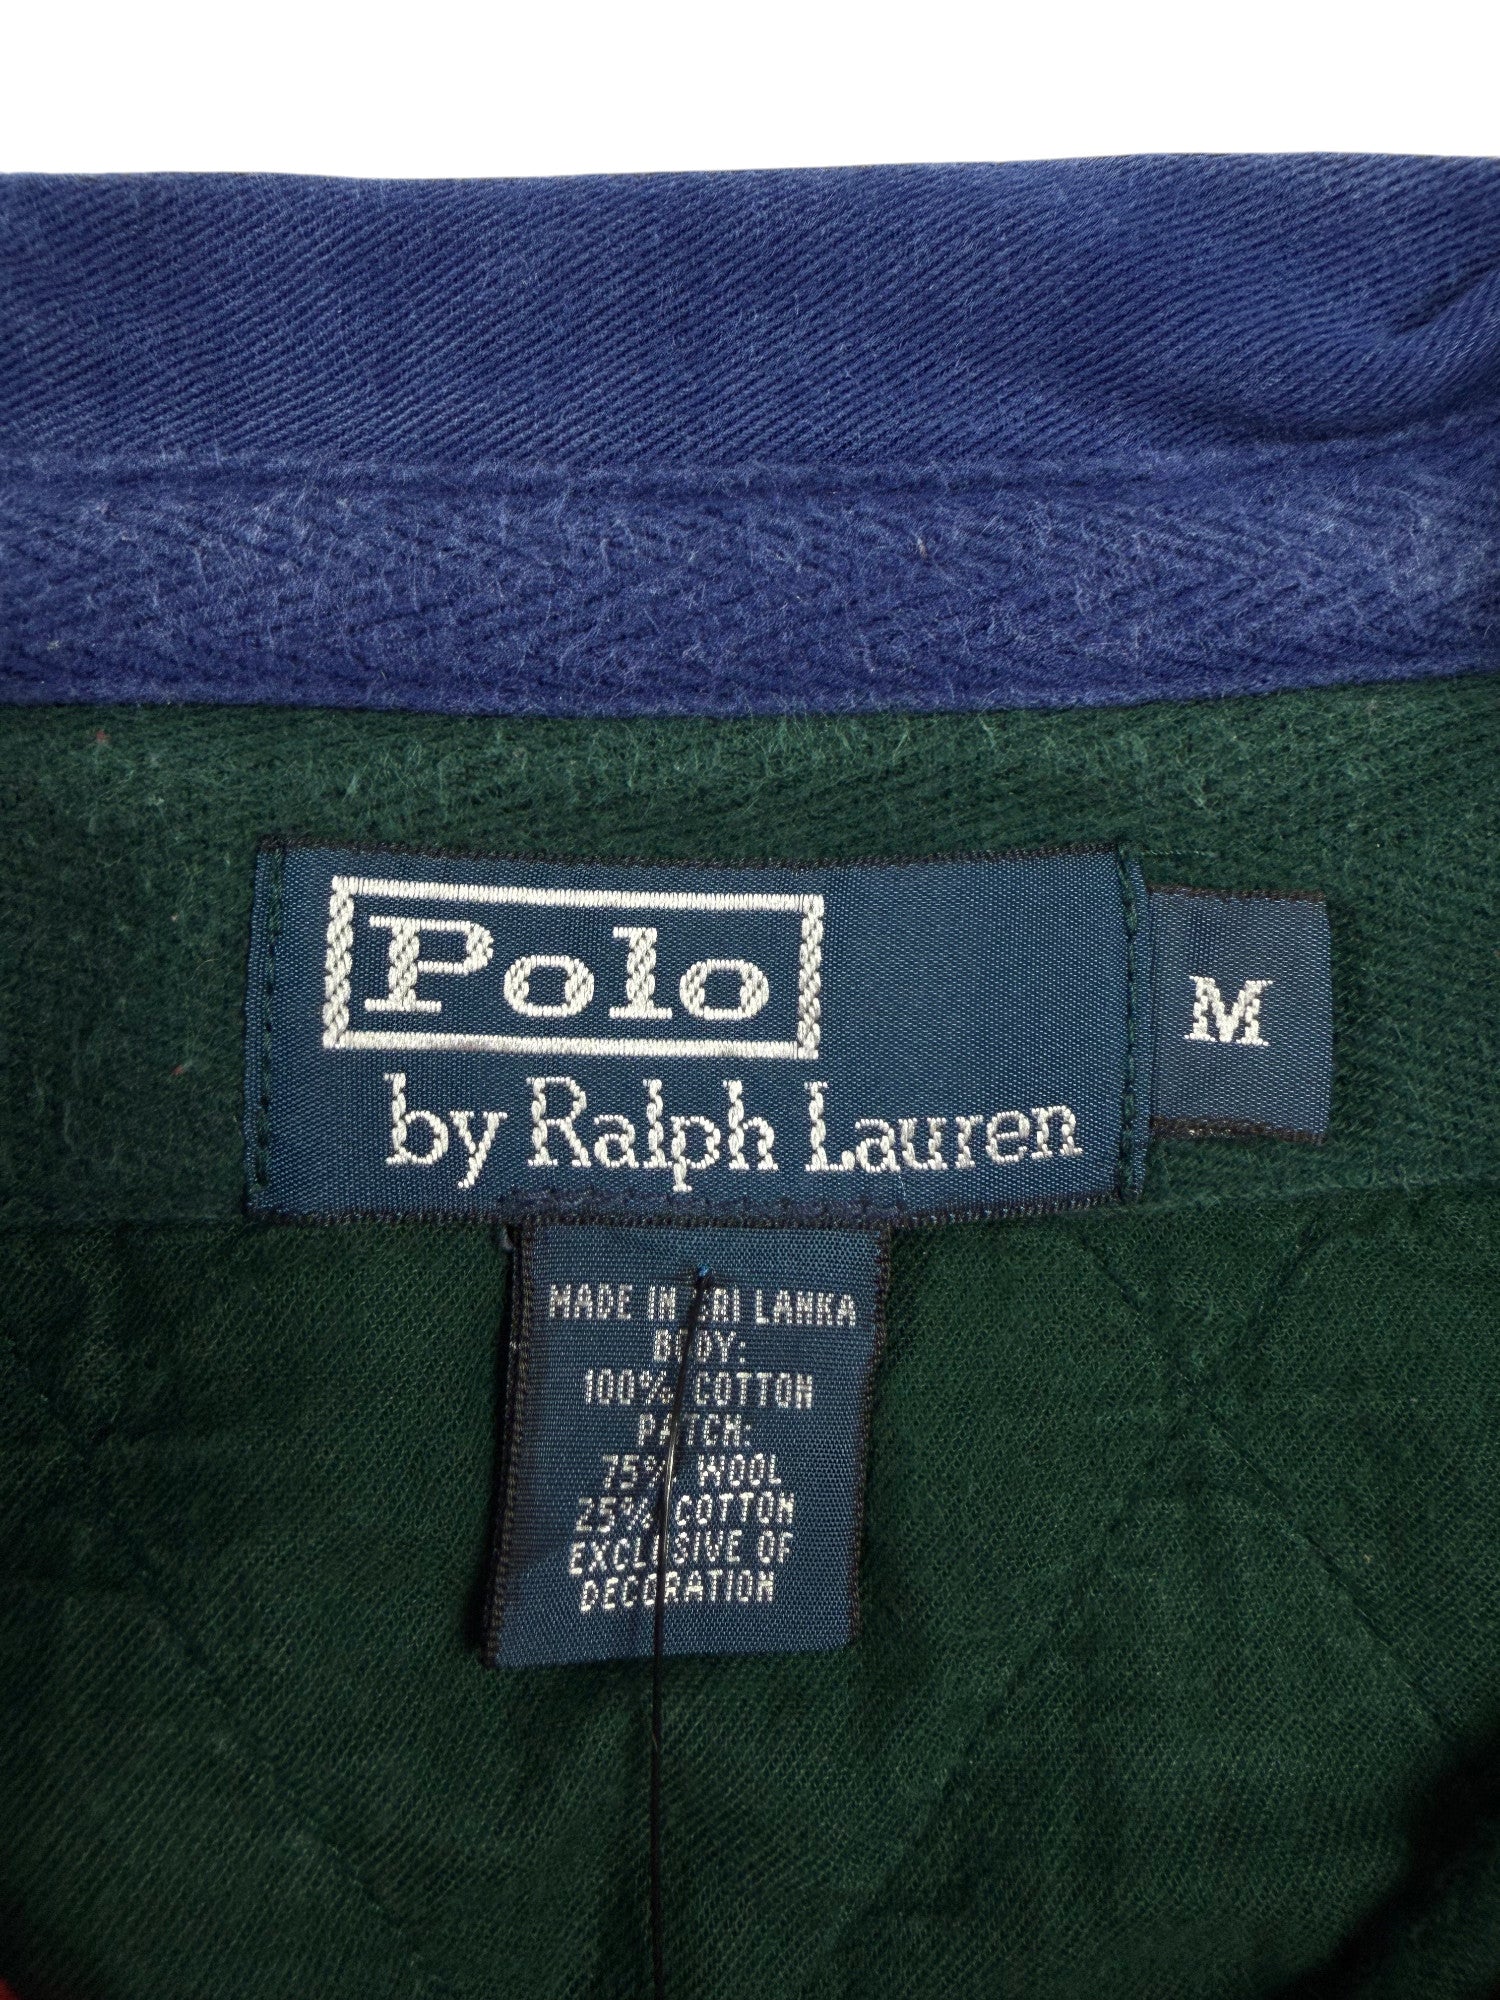 Polo
by Ralph Lauren
M
MADE IN SRI LANKA
BODY:
100% COTTON
PATCH:
75% WOOL
25% COTTON
EXCLUSIVE OF
DECORATION